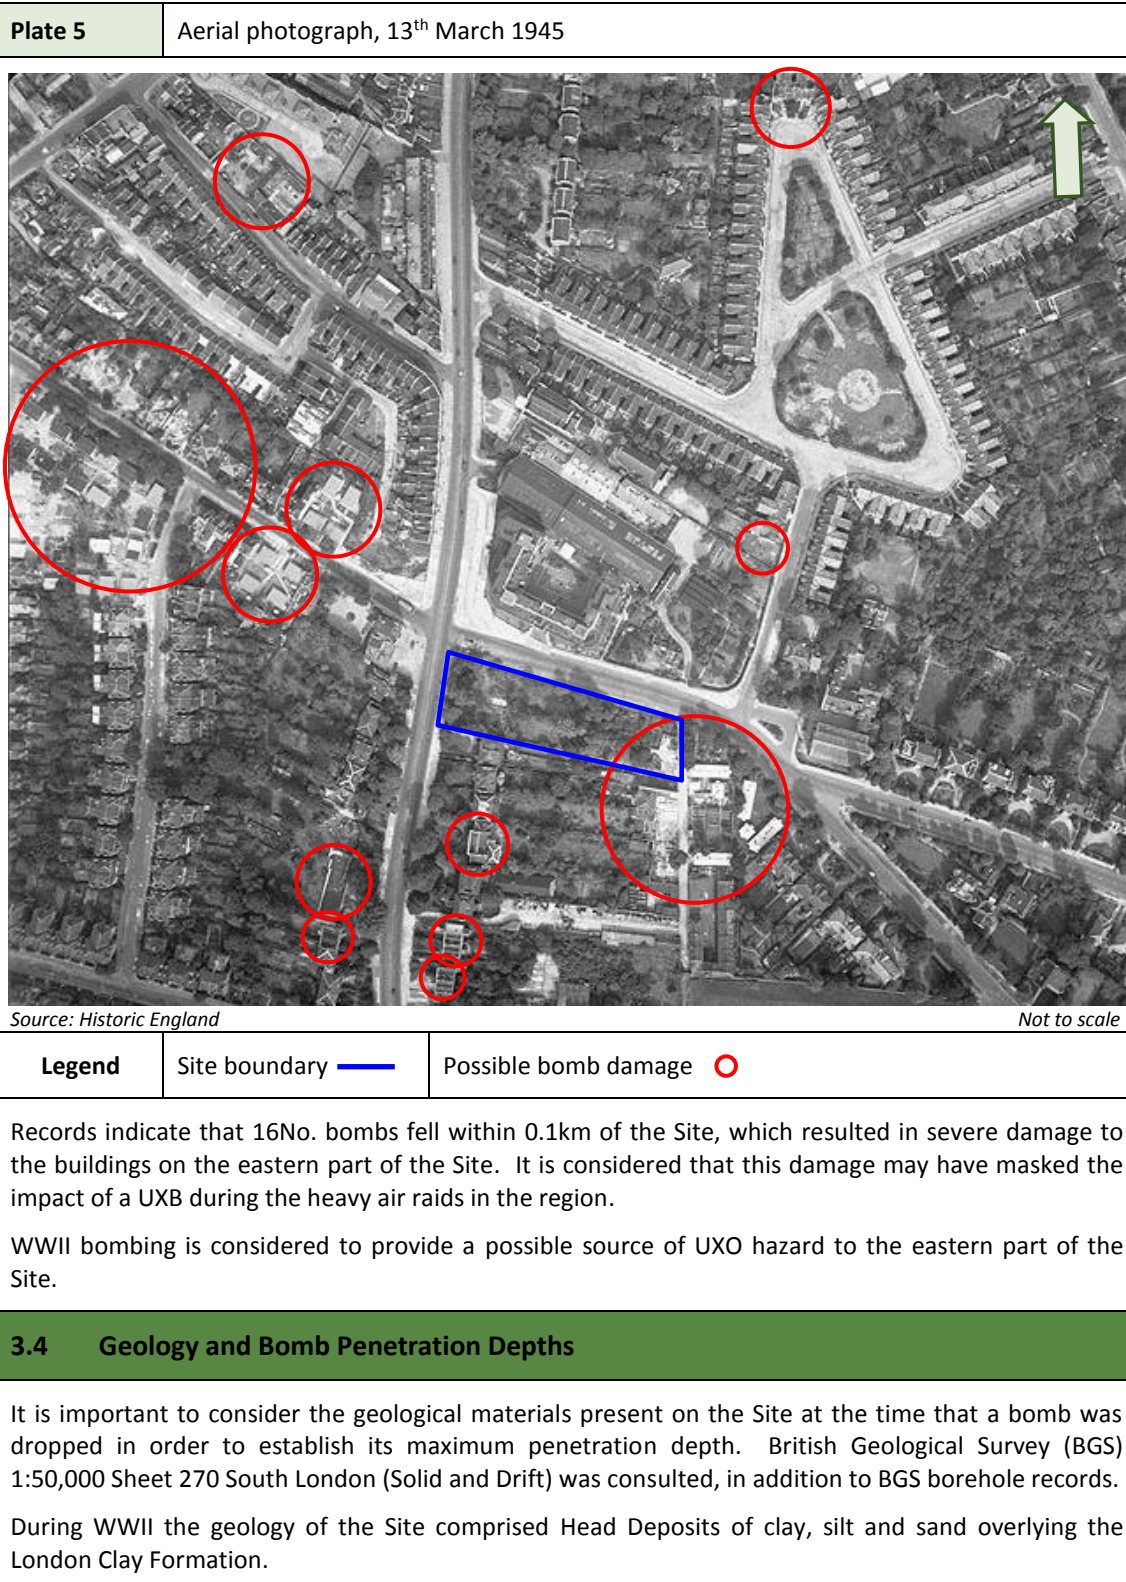 Plate 5
Aerial photograph, 13th March 1945
Source: Historic England
Not to scale
Legend
Site boundary
Possible bomb damage
Records indicate that 16No. bombs fell within 0.1km of the Site, which resulted in severe damage to
the buildings on the eastern part of the Site. It is considered that this damage may have masked the
impact of a UXB during the heavy air raids in the region.
WWII bombing is considered to provide a possible source of UXO hazard to the eastern part of the
Site.
3.4 Geology and Bomb Penetration Depths
It is important to consider the geological materials present on the Site at the time that a bomb was
dropped in order to establish its maximum penetration depth. British Geological Survey (BGS)
1:50,000 Sheet 270 South London (Solid and Drift) was consulted, in addition to BGS borehole records.
During WWII the geology of the Site comprised Head Deposits of clay, silt and sand overlying the
London Clay Formation.